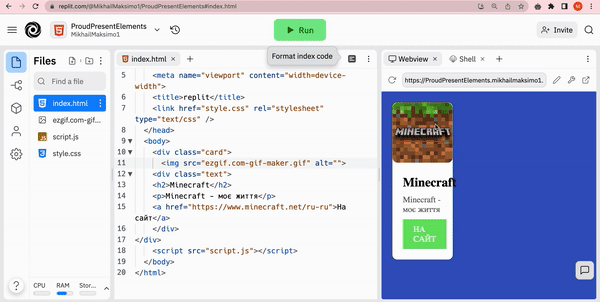 replit.com/@MikhailMaksimo1/ProudPresentElements#index.html
ProudPresentElements
MikhailMaksimo1
Run
Invite
Files
Find a file
index.html
ezgif.com-gif...
script.js
style.css
CPU
RAM
Stor...
index.html
Format index code
5 <meta name="viewport" content="width=device-
width">
6 <title>replit</title>
7 <link href="style.css" rel="stylesheet"
type="text/css" />
8 </head>
9 <body>
10 <div class="card">
11 <img src="ezgif.com-gif-maker.gif" alt="">
12 <div class="text">
13 <h2>Minecraft</h2>
14 <p>Minecraft - моє життя</p>
15 <a href="https://www.minecraft.net/ru-ru">На
сайт</a>
16 </div>
17 </div>
18 <script src="script.js"></script>
19 </body>
20 </html>
Webview
Shell
https://ProudPresentElements.mikhailmaksimo1.
MINECRAFT
Minecraft
Minecraft -
моє життя
НА
САЙТ